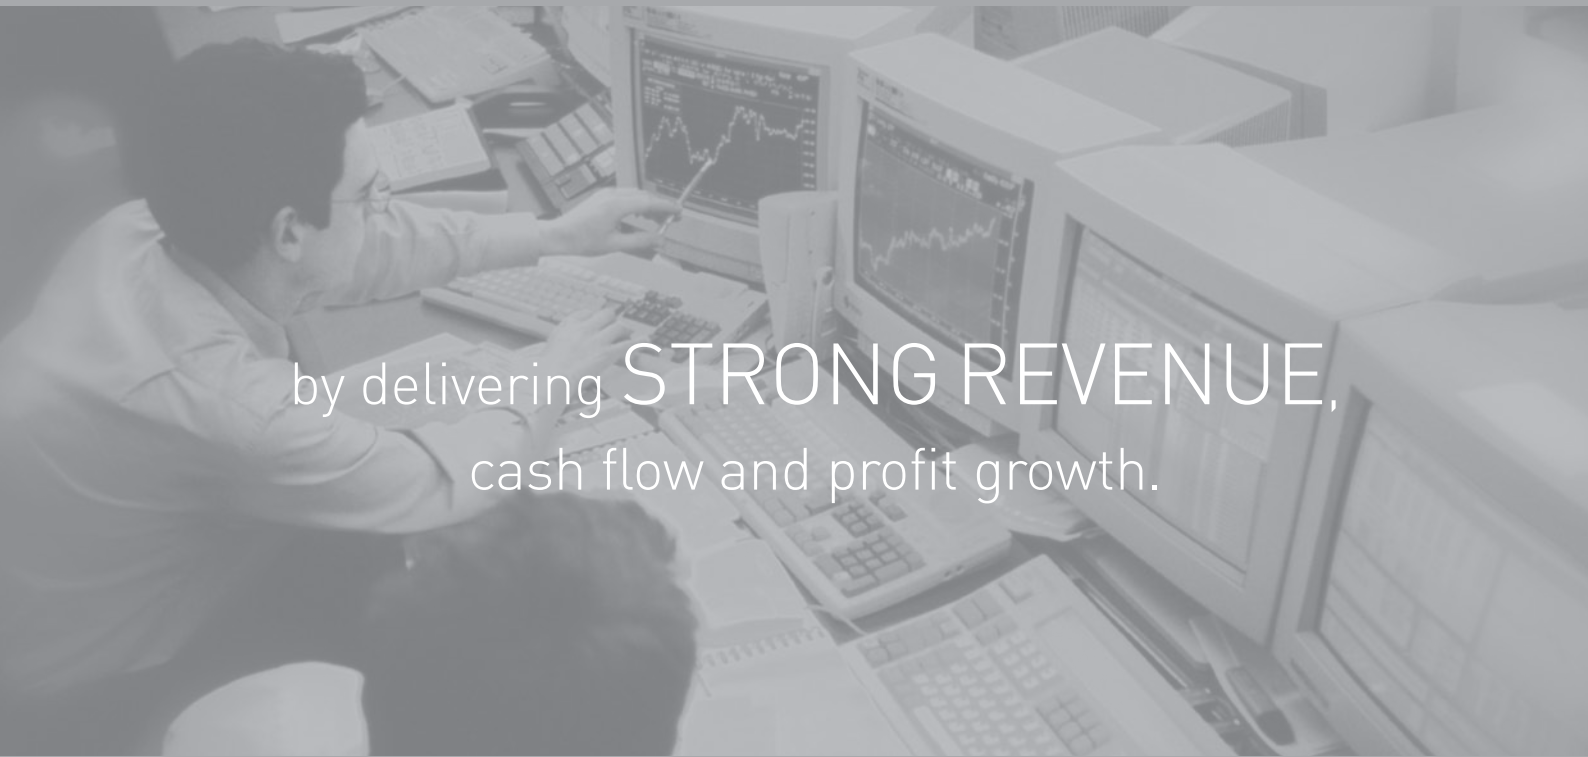 by delivering STRONG REVENUE,
cash flow and profit growth.